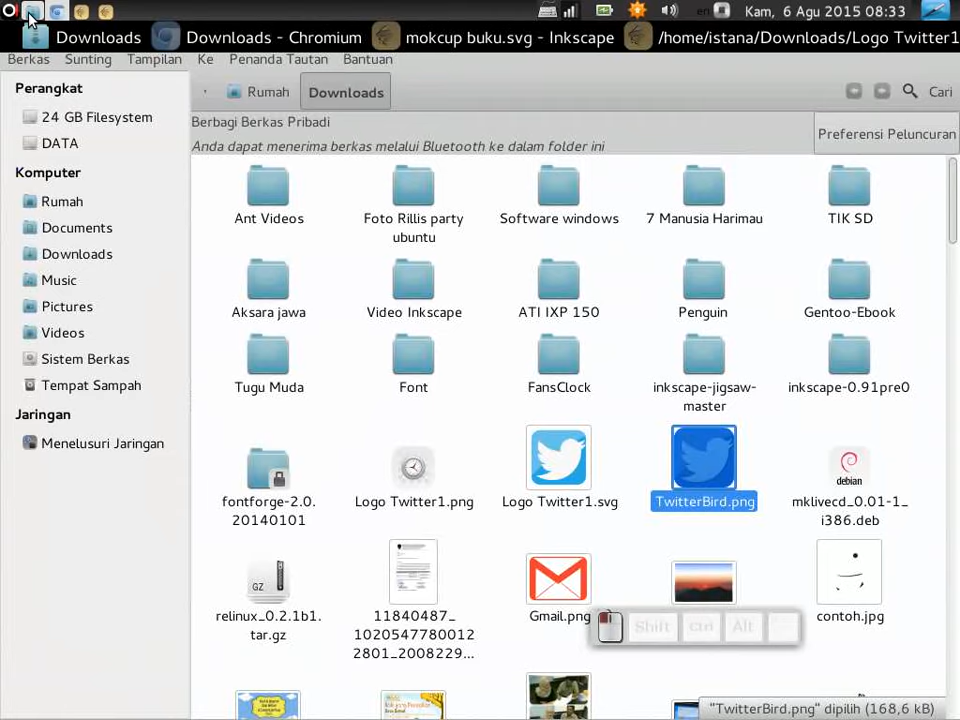 en
Kam, 6 Agu 2015 08:33
Downloads
Downloads - Chromium
mokcup buku.svg - Inkscape
/home/istana/Downloads/Logo Twitter1
Berkas
Sunting
Tampilan
Ke
Penanda Tautan
Bantuan
Perangkat
24 GB Filesystem
DATA
Komputer
Rumah
Documents
Downloads
Music
Pictures
Videos
Sistem Berkas
Tempat Sampah
Jaringan
Menelusuri Jaringan
Rumah
Downloads
Cari
Berbagi Berkas Pribadi
Anda dapat menerima berkas melalui Bluetooth ke dalam folder ini
Preferensi Peluncuran
Ant Videos
Foto Rillis party
ubuntu
Software windows
7 Manusia Harimau
TIK SD
Aksara jawa
Video Inkscape
ATI IXP 150
Penguin
Gentoo-Ebook
Tugu Muda
Font
FansClock
inkscape-jigsaw-
master
inkscape-0.91pre0
fontforge-2.0.
20140101
Logo Twitter1.png
Logo Twitter1.svg
TwitterBird.png
debian
mklivecd_0.01-1_
i386.deb
GZ
relinux_0.2.1b1.
tar.gz
11840487_
1020547780012
2801_2008229...
Gmail.png
contoh.jpg
Shift
Ctrl
Alt
"TwitterBird.png" dipilih (168,6 kB)